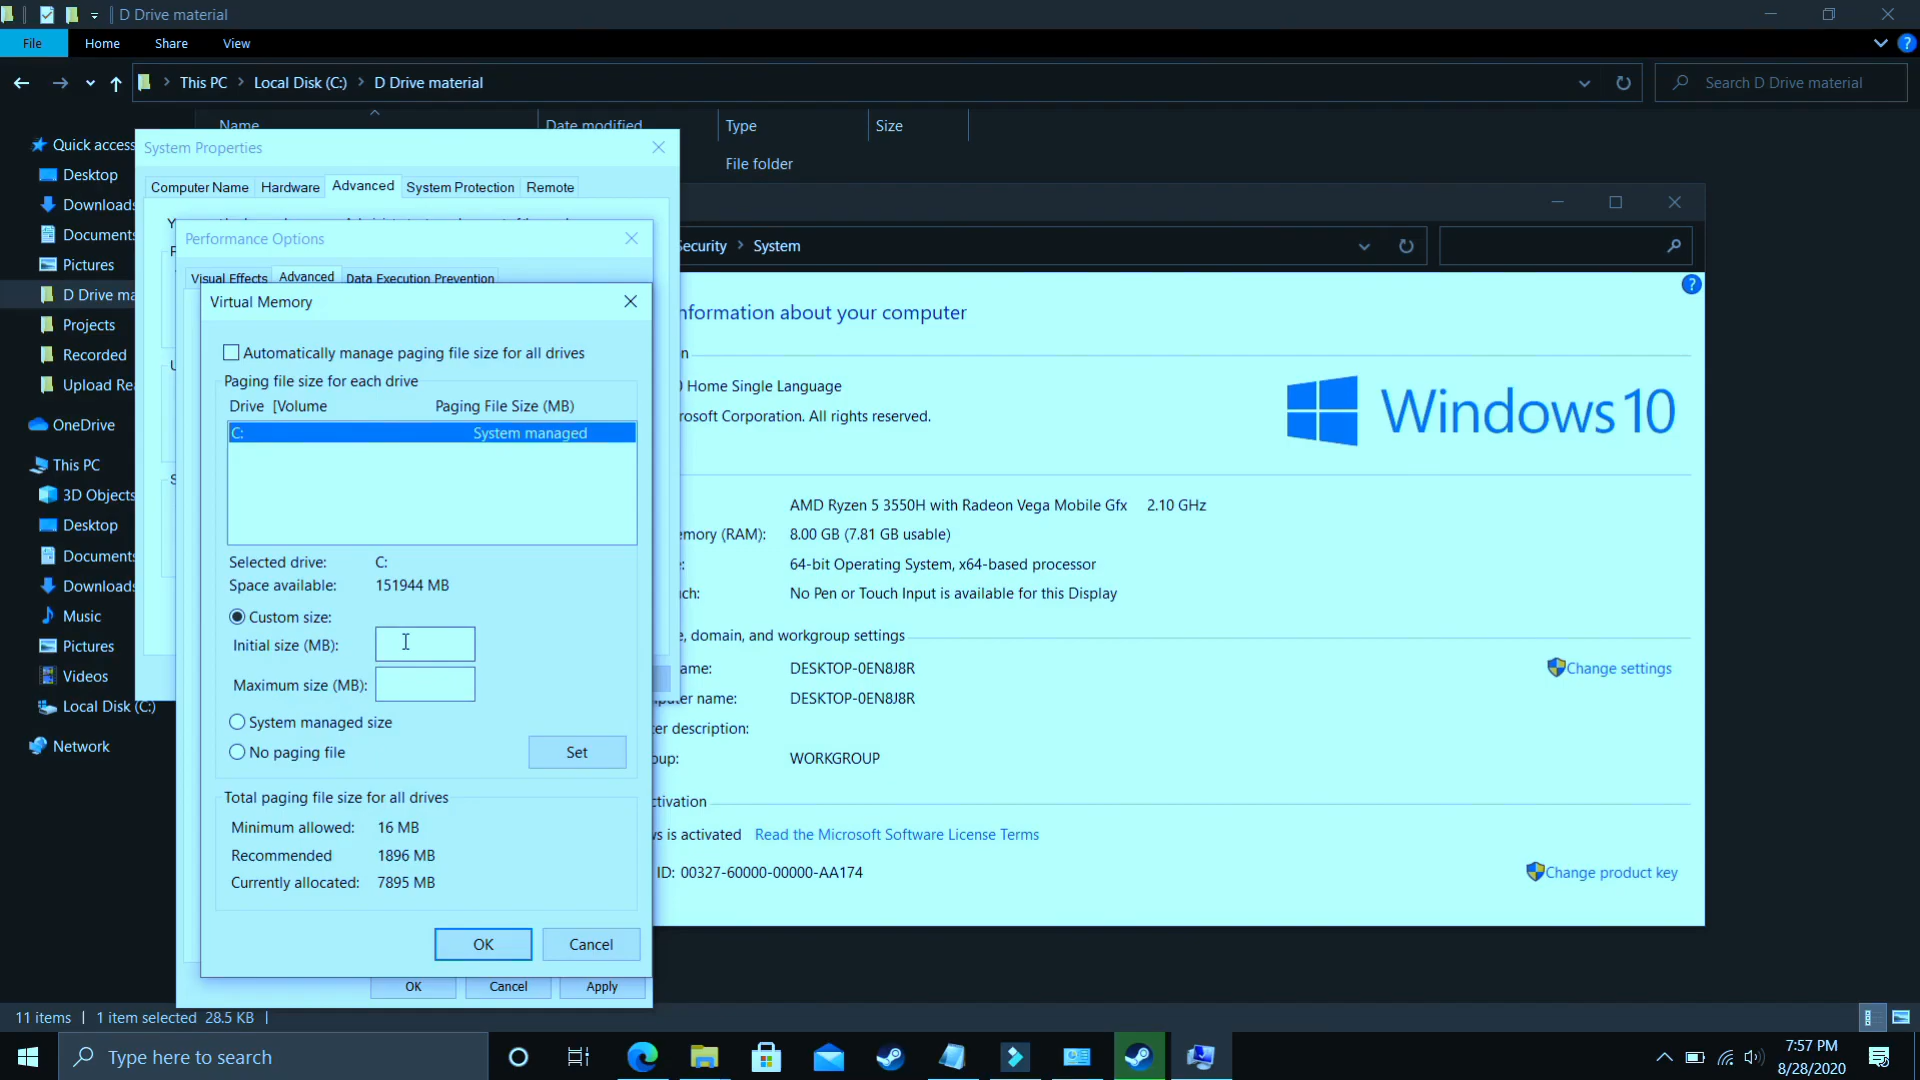 D Drive material
File Home Share View
This PC Local Disk (C:) D Drive material
Search D Drive material
Name Date modified Type Size
File folder
Quick access
Desktop
Downloads
Documents
Pictures
D Drive ma
Projects
Recorded
Upload Re
OneDrive
This PC
3D Objects
Desktop
Documents
Downloads
Music
Pictures
Videos
Local Disk (C:)
Network
System Properties
Computer Name Hardware Advanced System Protection Remote
Performance Options
Visual Effects Advanced Data Execution Prevention
Virtual Memory
Automatically manage paging file size for all drives
Paging file size for each drive
Drive [Volume Paging File Size (MB)
C: System managed
Selected drive: C:
Space available: 151944 MB
Custom size:
Initial size (MB):
Maximum size (MB):
System managed size
No paging file
Set
Total paging file size for all drives
Minimum allowed: 16 MB
Recommended 1896 MB
Currently allocated: 7895 MB
OK Cancel
OK Cancel Apply
Security System
nformation about your computer
n
0 Home Single Language
rosoft Corporation. All rights reserved.
Windows 10
AMD Ryzen 5 3550H with Radeon Vega Mobile Gfx 2.10 GHz
emory (RAM): 8.00 GB (7.81 GB usable)
e: 64-bit Operating System, x64-based processor
uch: No Pen or Touch Input is available for this Display
e, domain, and workgroup settings
ame: DESKTOP-0EN8J8R
Change settings
uter name: DESKTOP-0EN8J8R
ter description:
oup: WORKGROUP
ctivation
ws is activated Read the Microsoft Software License Terms
ID: 00327-60000-00000-AA174
Change product key
11 items 1 item selected 28.5 KB
Type here to search
7:57 PM
8/28/2020